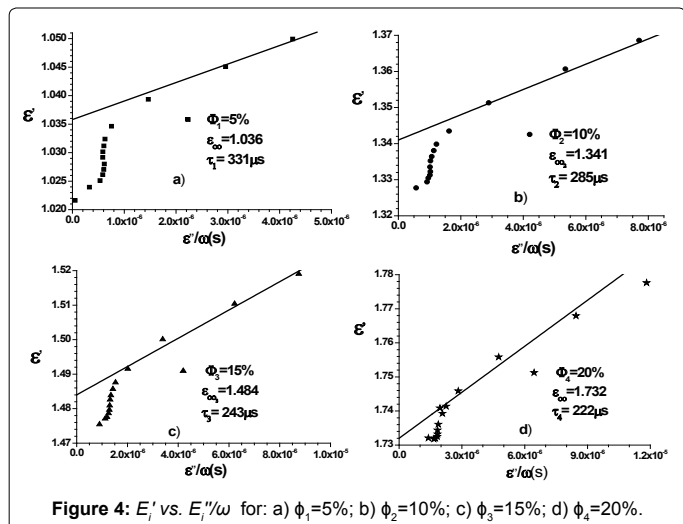 1.050
1.045
1.040
1.035
1.030
1.025
1.020
ε'
Φ1=5%
ε∞=1.036
τ1= 331µs
a)
0.0 1.0x10-6 2.0x10-6 3.0x10-6 4.0x10-6 5.0x10-6
ε''/ω(s)
1.37
1.36
1.35
1.34
1.33
1.32
Φ2=10%
ε∞2=1.341
τ2= 285µs
b)
0.0 2.0x10-6 4.0x10-6 6.0x10-6 8.0x10-6
ε''/ω(s)
1.52
1.51
1.50
1.49
1.48
1.47
Φ3=15%
ε∞3=1.484
τ3= 243µs
c)
0.0 2.0x10-6 4.0x10-6 6.0x10-6 8.0x10-6 1.0x10-5
ε''/ω(s)
1.78
1.77
1.76
1.75
1.74
1.73
ε'
Φ4=20%
ε∞=1.732
τ4= 222µs
d)
0.0 3.0x10-6 6.0x10-6 9.0x10-6 1.2x10-5
ε''/ω(s)
Figure 4: Ei' vs. Ei''/ω for: a) ϕ1=5%; b) ϕ2=10%; c) ϕ3=15%; d) ϕ4=20%.